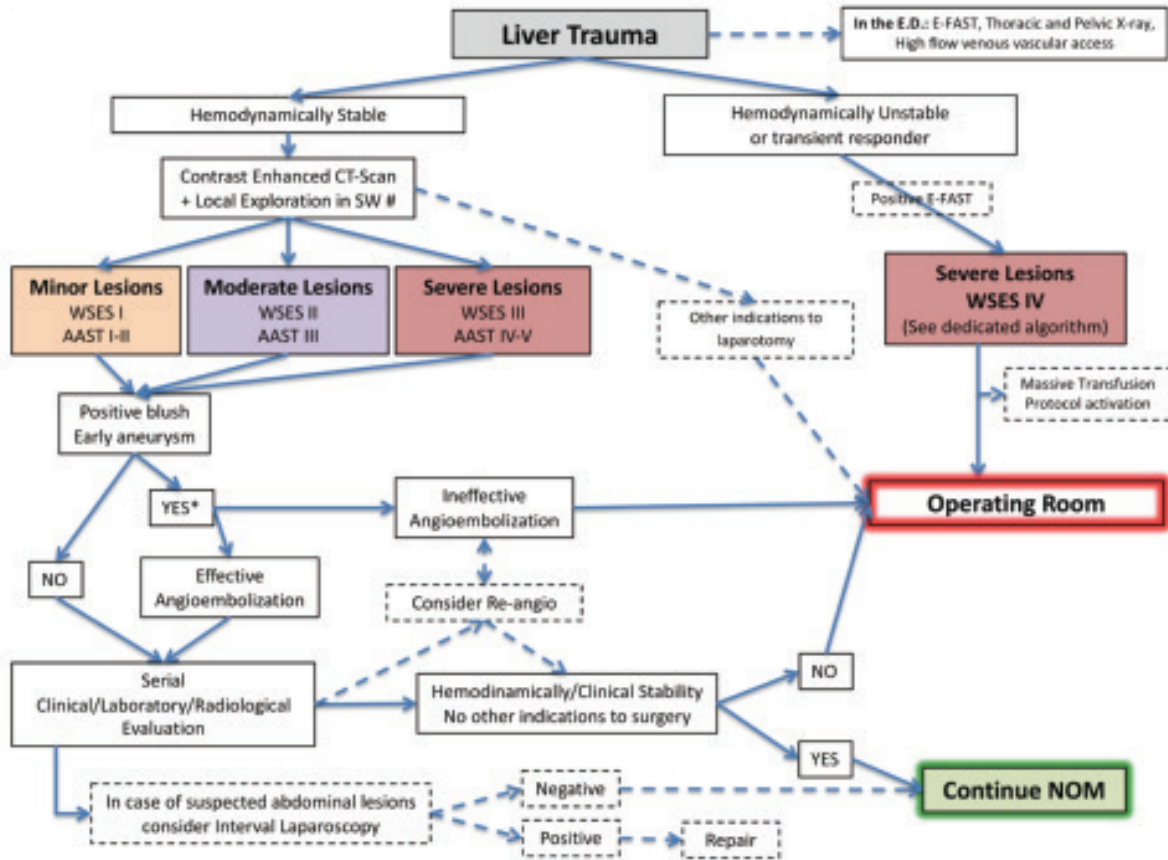 Liver Trauma
In the E.D.: E-FAST, Thoracic and Pelvic X-ray,
High flow venous vascular access
Hemodynamically Stable
Hemodynamically Unstable
or transient responder
Contrast Enhanced CT-Scan
+ Local Exploration in SW #
Positive E-FAST
Minor Lesions
WSES I
AAST I-II
Moderate Lesions
WSES II
AAST III
Severe Lesions
WSES III
AAST IV-V
Severe Lesions
WSES IV
(See dedicated algorithm)
Other indications to
laparotomy
Massive Transfusion
Protocol activation
Positive blush
Early aneurysm
YES*
Ineffective
Angioembolization
Operating Room
NO
Effective
Angioembolization
Consider Re-angio
Serial
Clinical/Laboratory/Radiological
Evaluation
Hemodinamically/Clinical Stability
No other indications to surgery
NO
YES
In case of suspected abdominal lesions
consider Interval Laparoscopy
Negative
Positive
Repair
Continue NOM